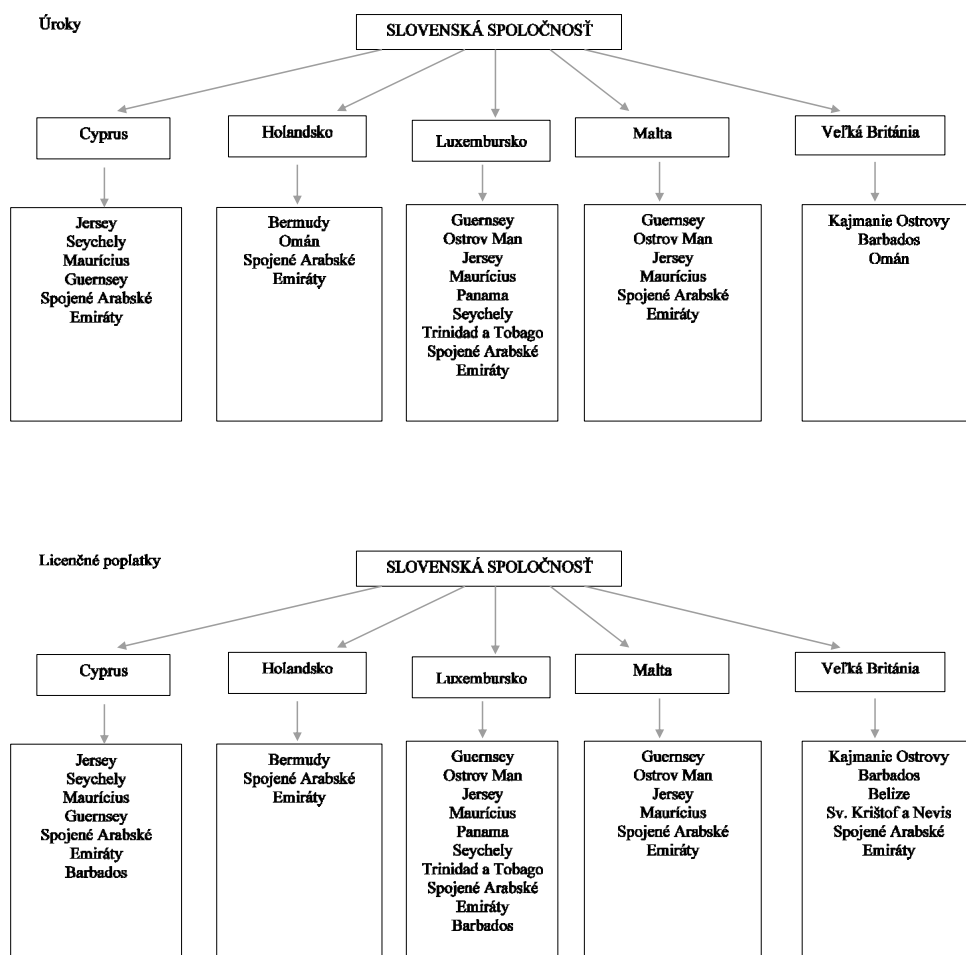 Úroky
SLOVENSKÁ SPOLOČNOSŤ
Cyprus
Holandsko
Luxembursko
Malta
Veľká Británia
Jersey
Seychely
Maurícius
Guernsey
Spojené Arabské
Emiráty
Bermudy
Omán
Spojené Arabské
Emiráty
Guernsey
Ostrov Man
Jersey
Maurícius
Panama
Seychely
Trinidad a Tobago
Spojené Arabské
Emiráty
Guernsey
Ostrov Man
Jersey
Maurícius
Spojené Arabské
Emiráty
Kajmanie Ostrovy
Barbados
Omán
Licenčné poplatky
SLOVENSKÁ SPOLOČNOSŤ
Cyprus
Holandsko
Luxembursko
Malta
Veľká Británia
Jersey
Seychely
Maurícius
Guernsey
Spojené Arabské
Emiráty
Barbados
Bermudy
Spojené Arabské
Emiráty
Guernsey
Ostrov Man
Jersey
Maurícius
Panama
Seychely
Trinidad a Tobago
Spojené Arabské
Emiráty
Barbados
Guernsey
Ostrov Man
Jersey
Maurícius
Spojené Arabské
Emiráty
Kajmanie Ostrovy
Barbados
Belize
Sv. Krištof a Nevis
Spojené Arabské
Emiráty